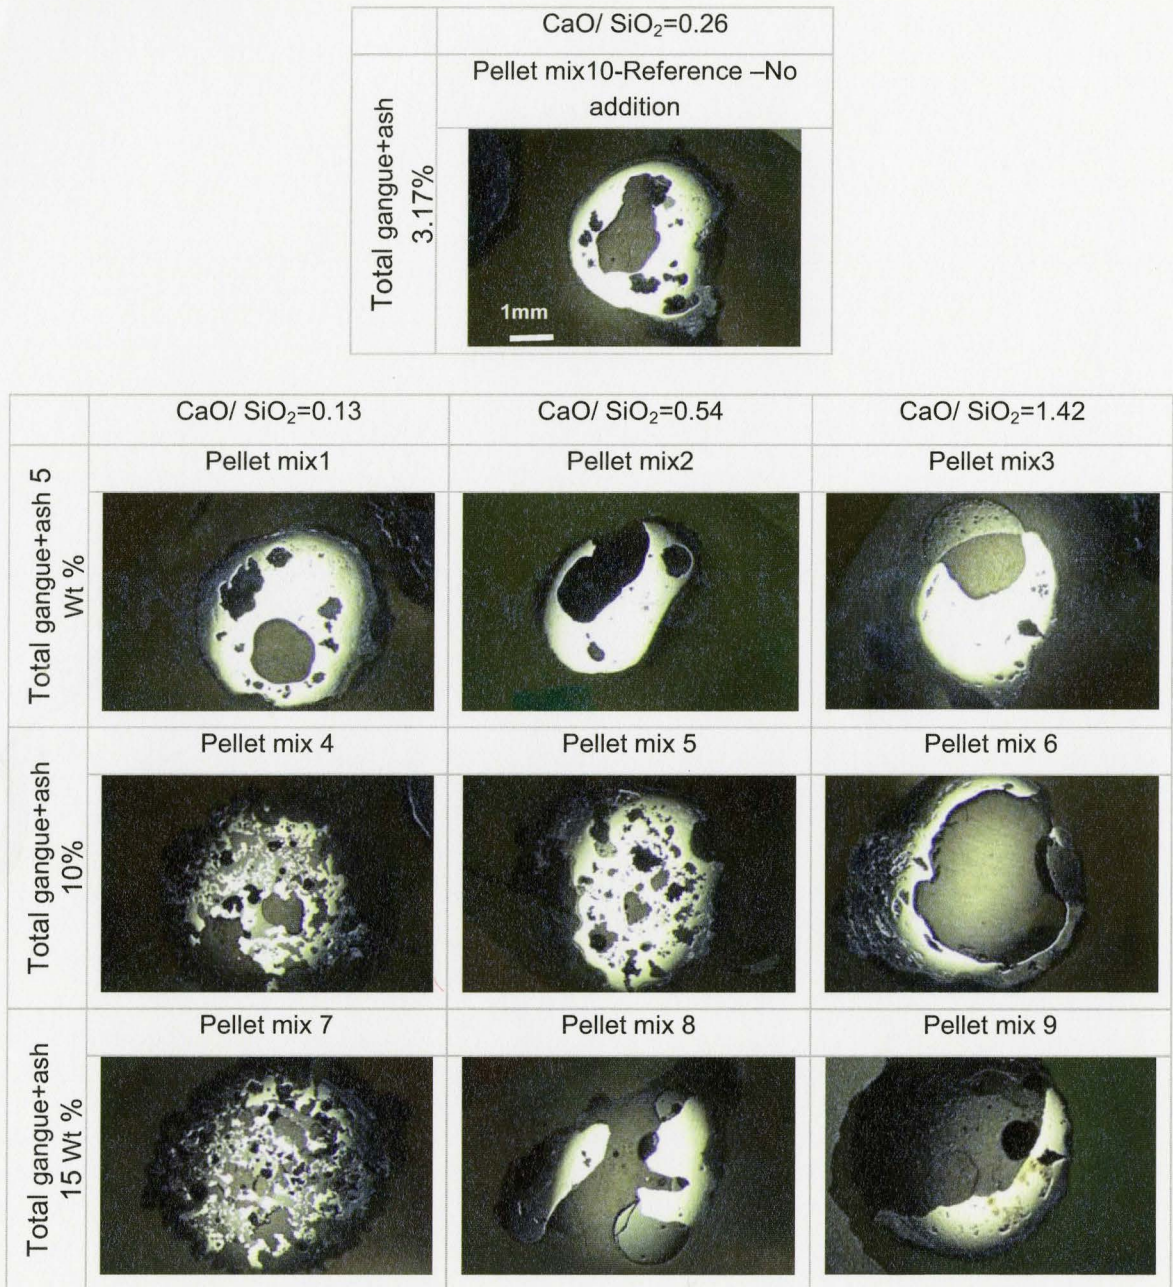 CaO/ SiO₂=0.26
Pellet mix10-Reference –No
addition
Total gangue+ash
3.17%
1mm
CaO/ SiO₂=0.13
CaO/ SiO₂=0.54
CaO/ SiO₂=1.42
Total gangue+ash 5
Wt %
Pellet mix1
Pellet mix2
Pellet mix3
Total gangue+ash
10%
Pellet mix 4
Pellet mix 5
Pellet mix 6
Total gangue+ash
15 Wt %
Pellet mix 7
Pellet mix 8
Pellet mix 9